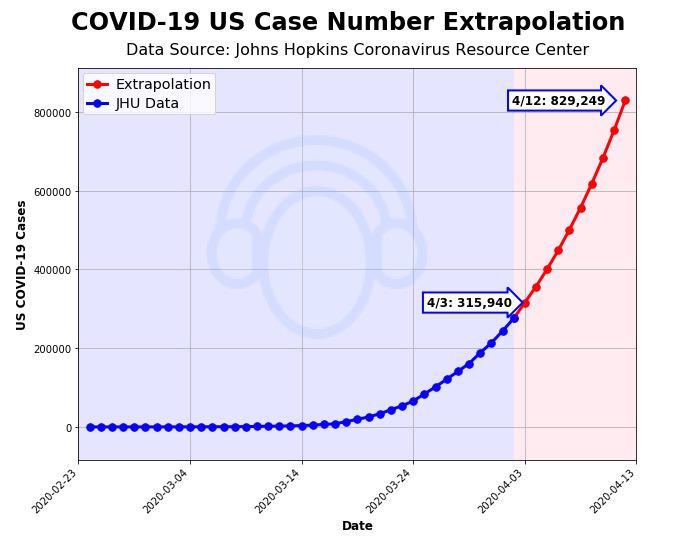 COVID-19 US Case Number Extrapolation
Data Source: Johns Hopkins Coronavirus Resource Center
Extrapolation
JHU Data
4/12: 829,249
4/3: 315,940
US COVID-19 Cases
800000
600000
400000
200000
0
2020-02-23
2020-03-04
2020-03-14
2020-03-24
2020-04-03
2020-04-13
Date